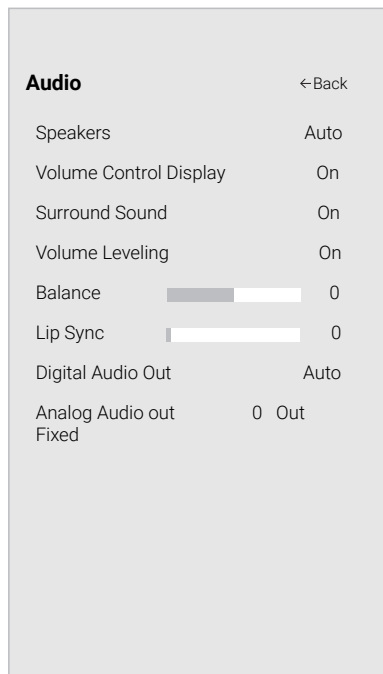 Audio ←Back
Speakers Auto
Volume Control Display On
Surround Sound On
Volume Leveling On
Balance 0
Lip Sync 0
Digital Audio Out Auto
Analog Audio out 0 Out
Fixed